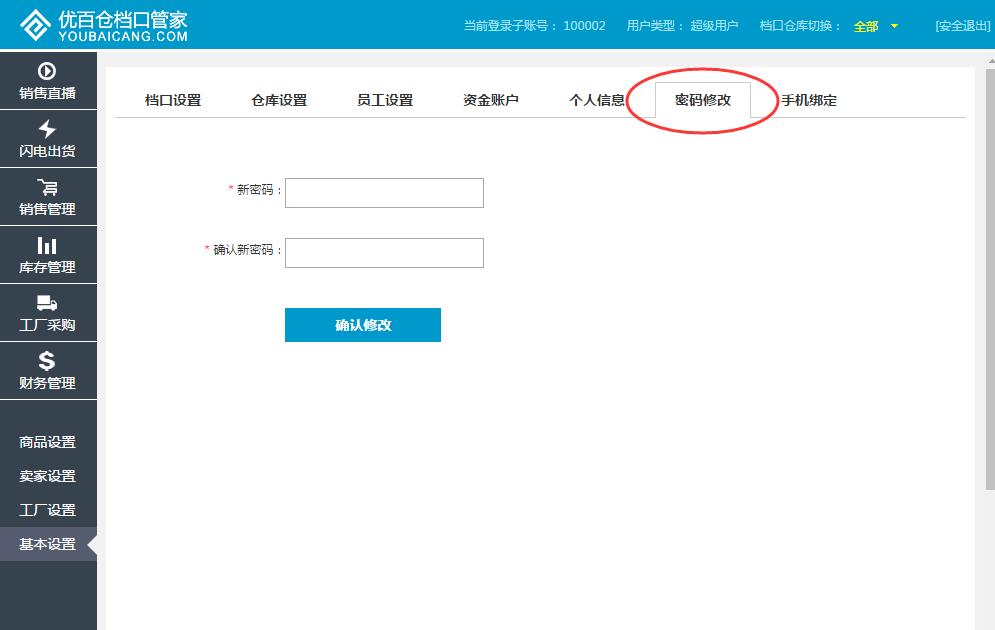 优百仓档口管家
YOUBAICANG.COM
当前登录子账号： 100002 用户类型： 超级用户 档口仓库切换： 全部 [安全退出]
销售直播
闪电出货
销售管理
库存管理
工厂采购
财务管理
商品设置
卖家设置
工厂设置
基本设置
档口设置 仓库设置 员工设置 资金账户 个人信息 密码修改 手机绑定
* 新密码：
* 确认新密码：
确认修改